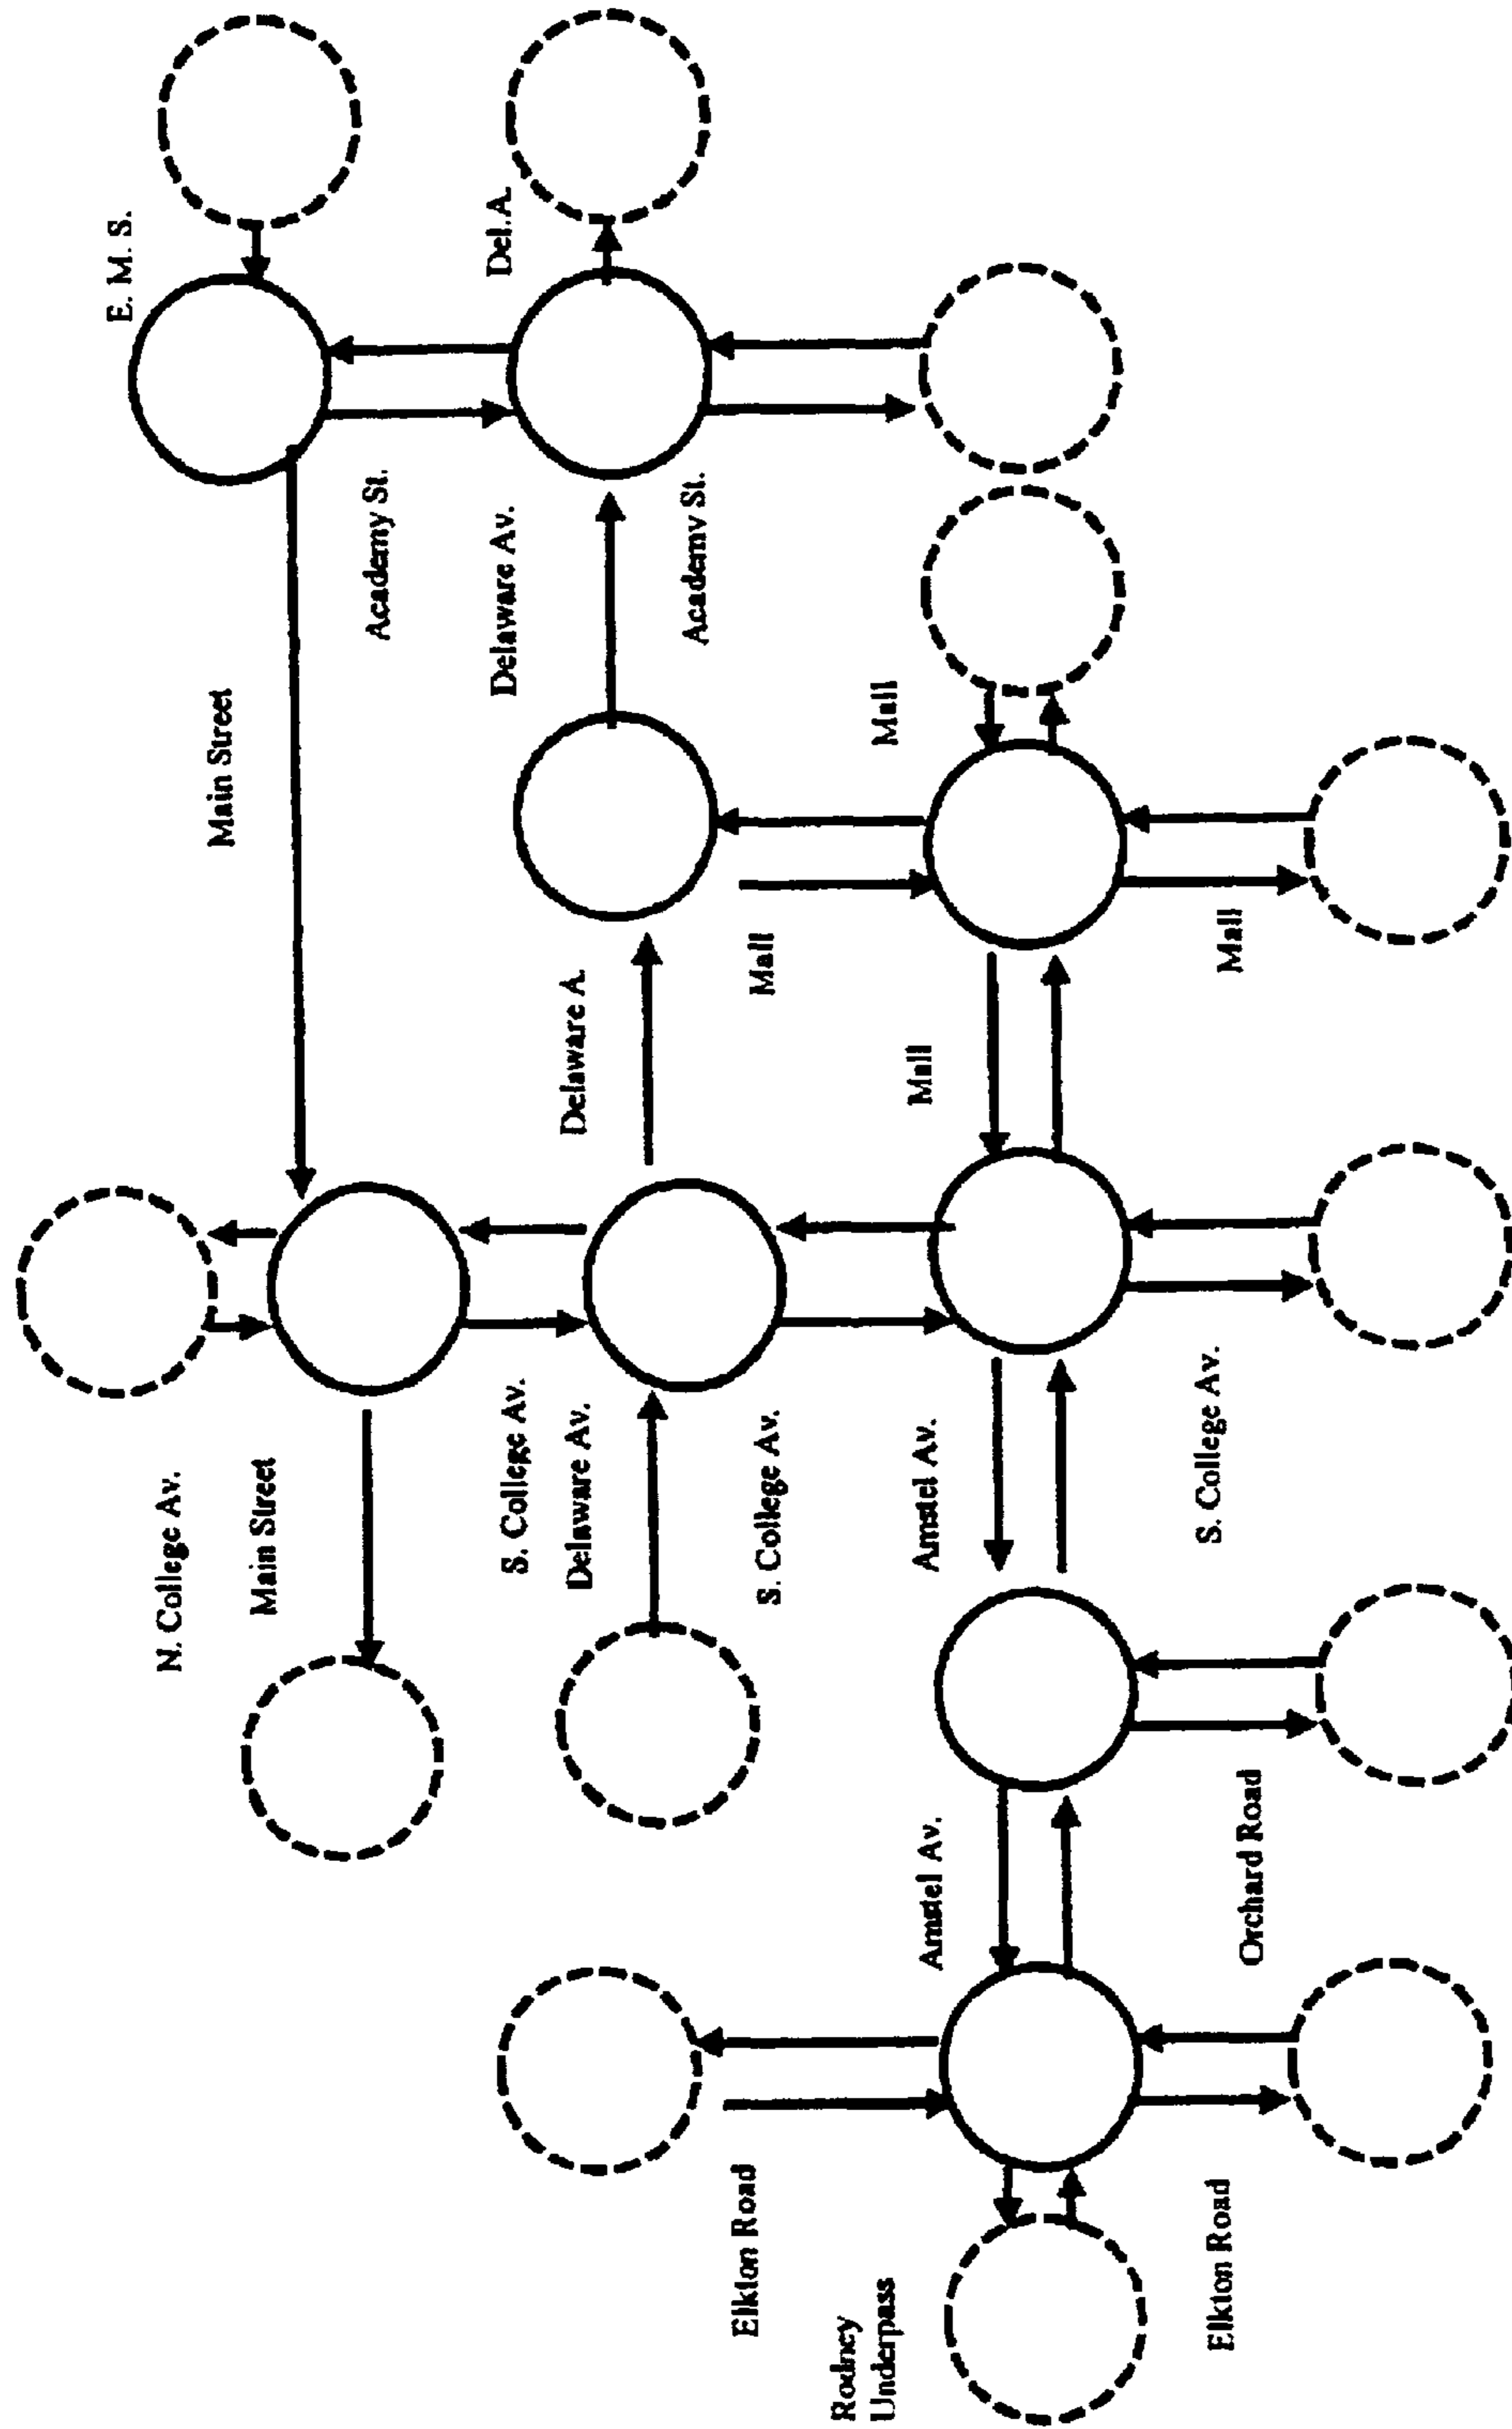 E. M. S.
N. College Av.
Main Street
Main Street
Academy St.
S. College Av.
Delaware Av.
Del.A.
Delaware Av.
Delaware A.
Academy St.
Elkton Road
S. College Av.
Mall
Rodney
Underpass
Amstel Av.
Amstel Av.
Mall
Mall
Elkton Road
Orchard Road
S. College Av.
Mall